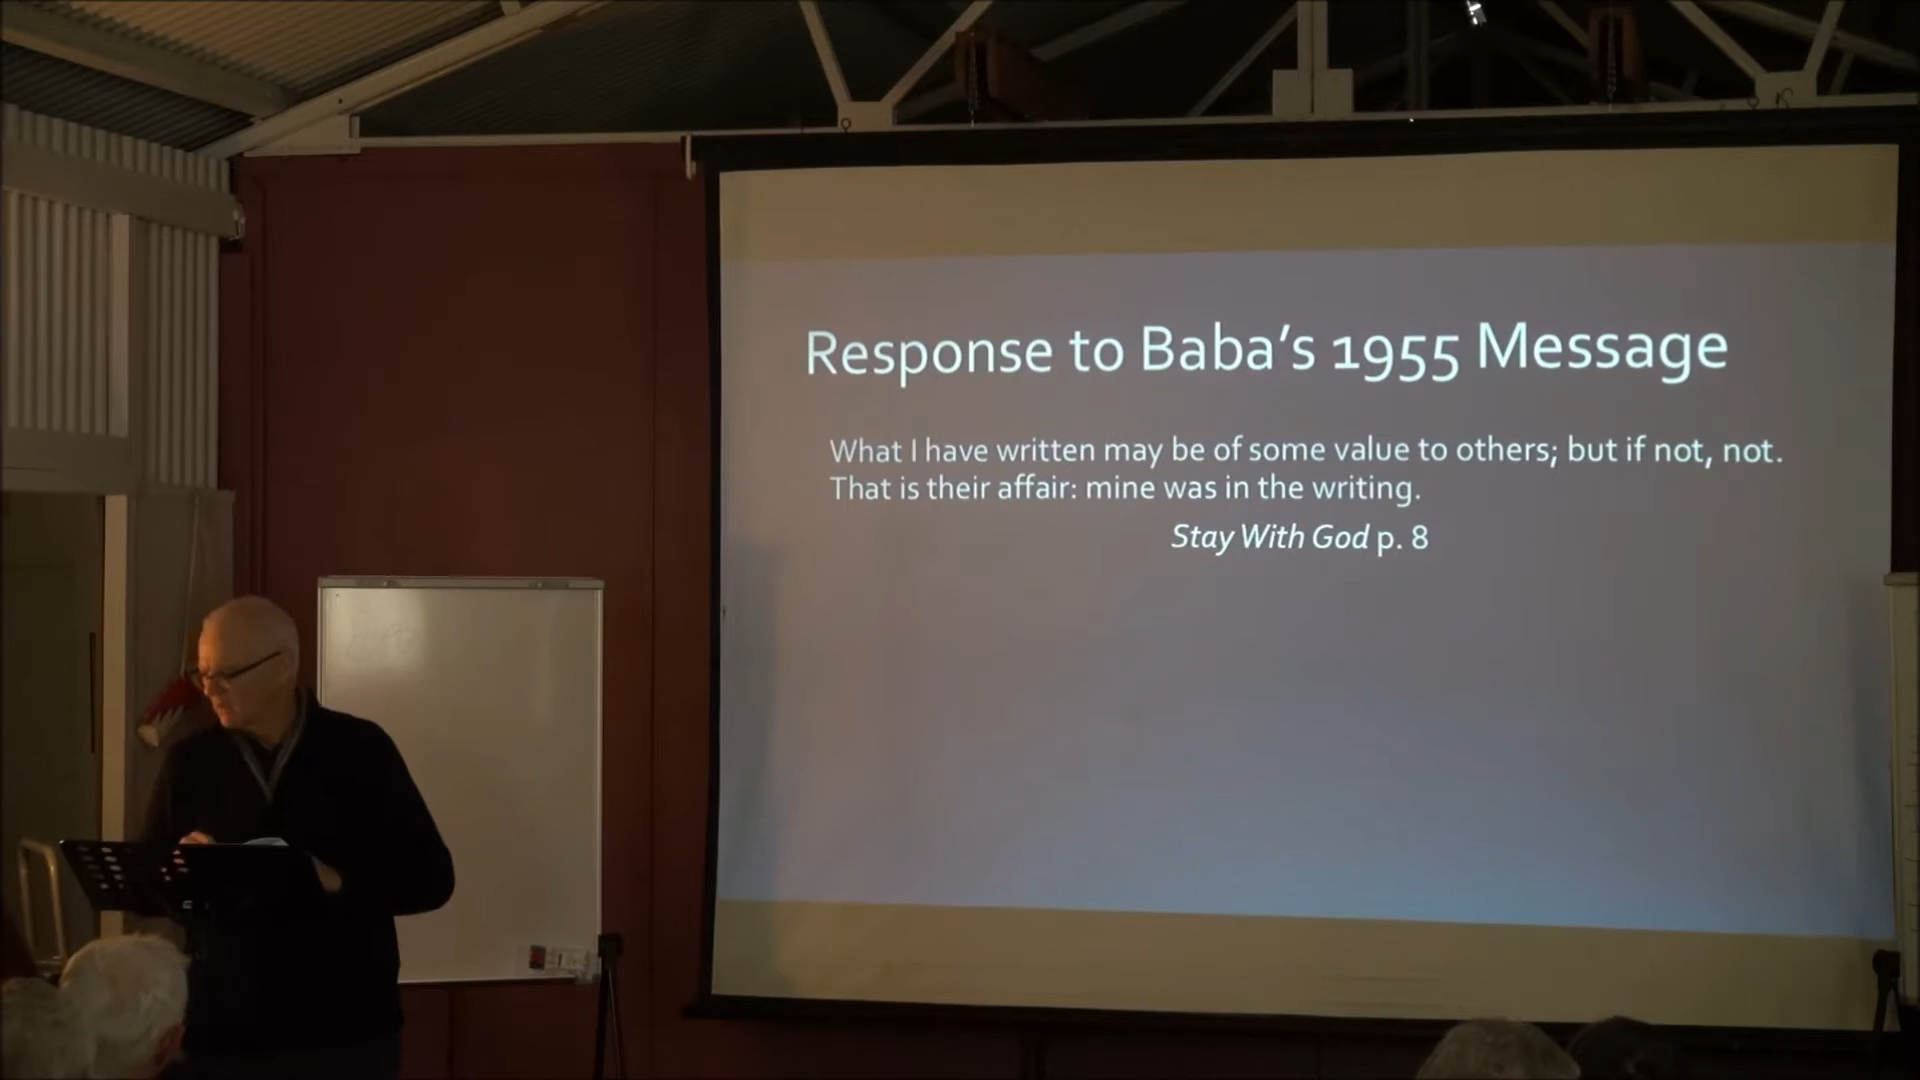 Response to Baba's 1955 Message
What I have written may be of some value to others; but if not, not.
That is their affair: mine was in the writing.
Stay With God p. 8